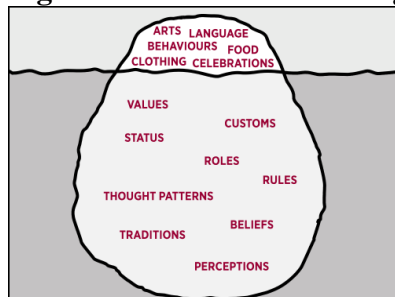 ARTS LANGUAGE
BEHAVIOURS FOOD
CLOTHING CELEBRATIONS
VALUES
CUSTOMS
STATUS
ROLES
RULES
THOUGHT PATTERNS
BELIEFS
TRADITIONS
PERCEPTIONS